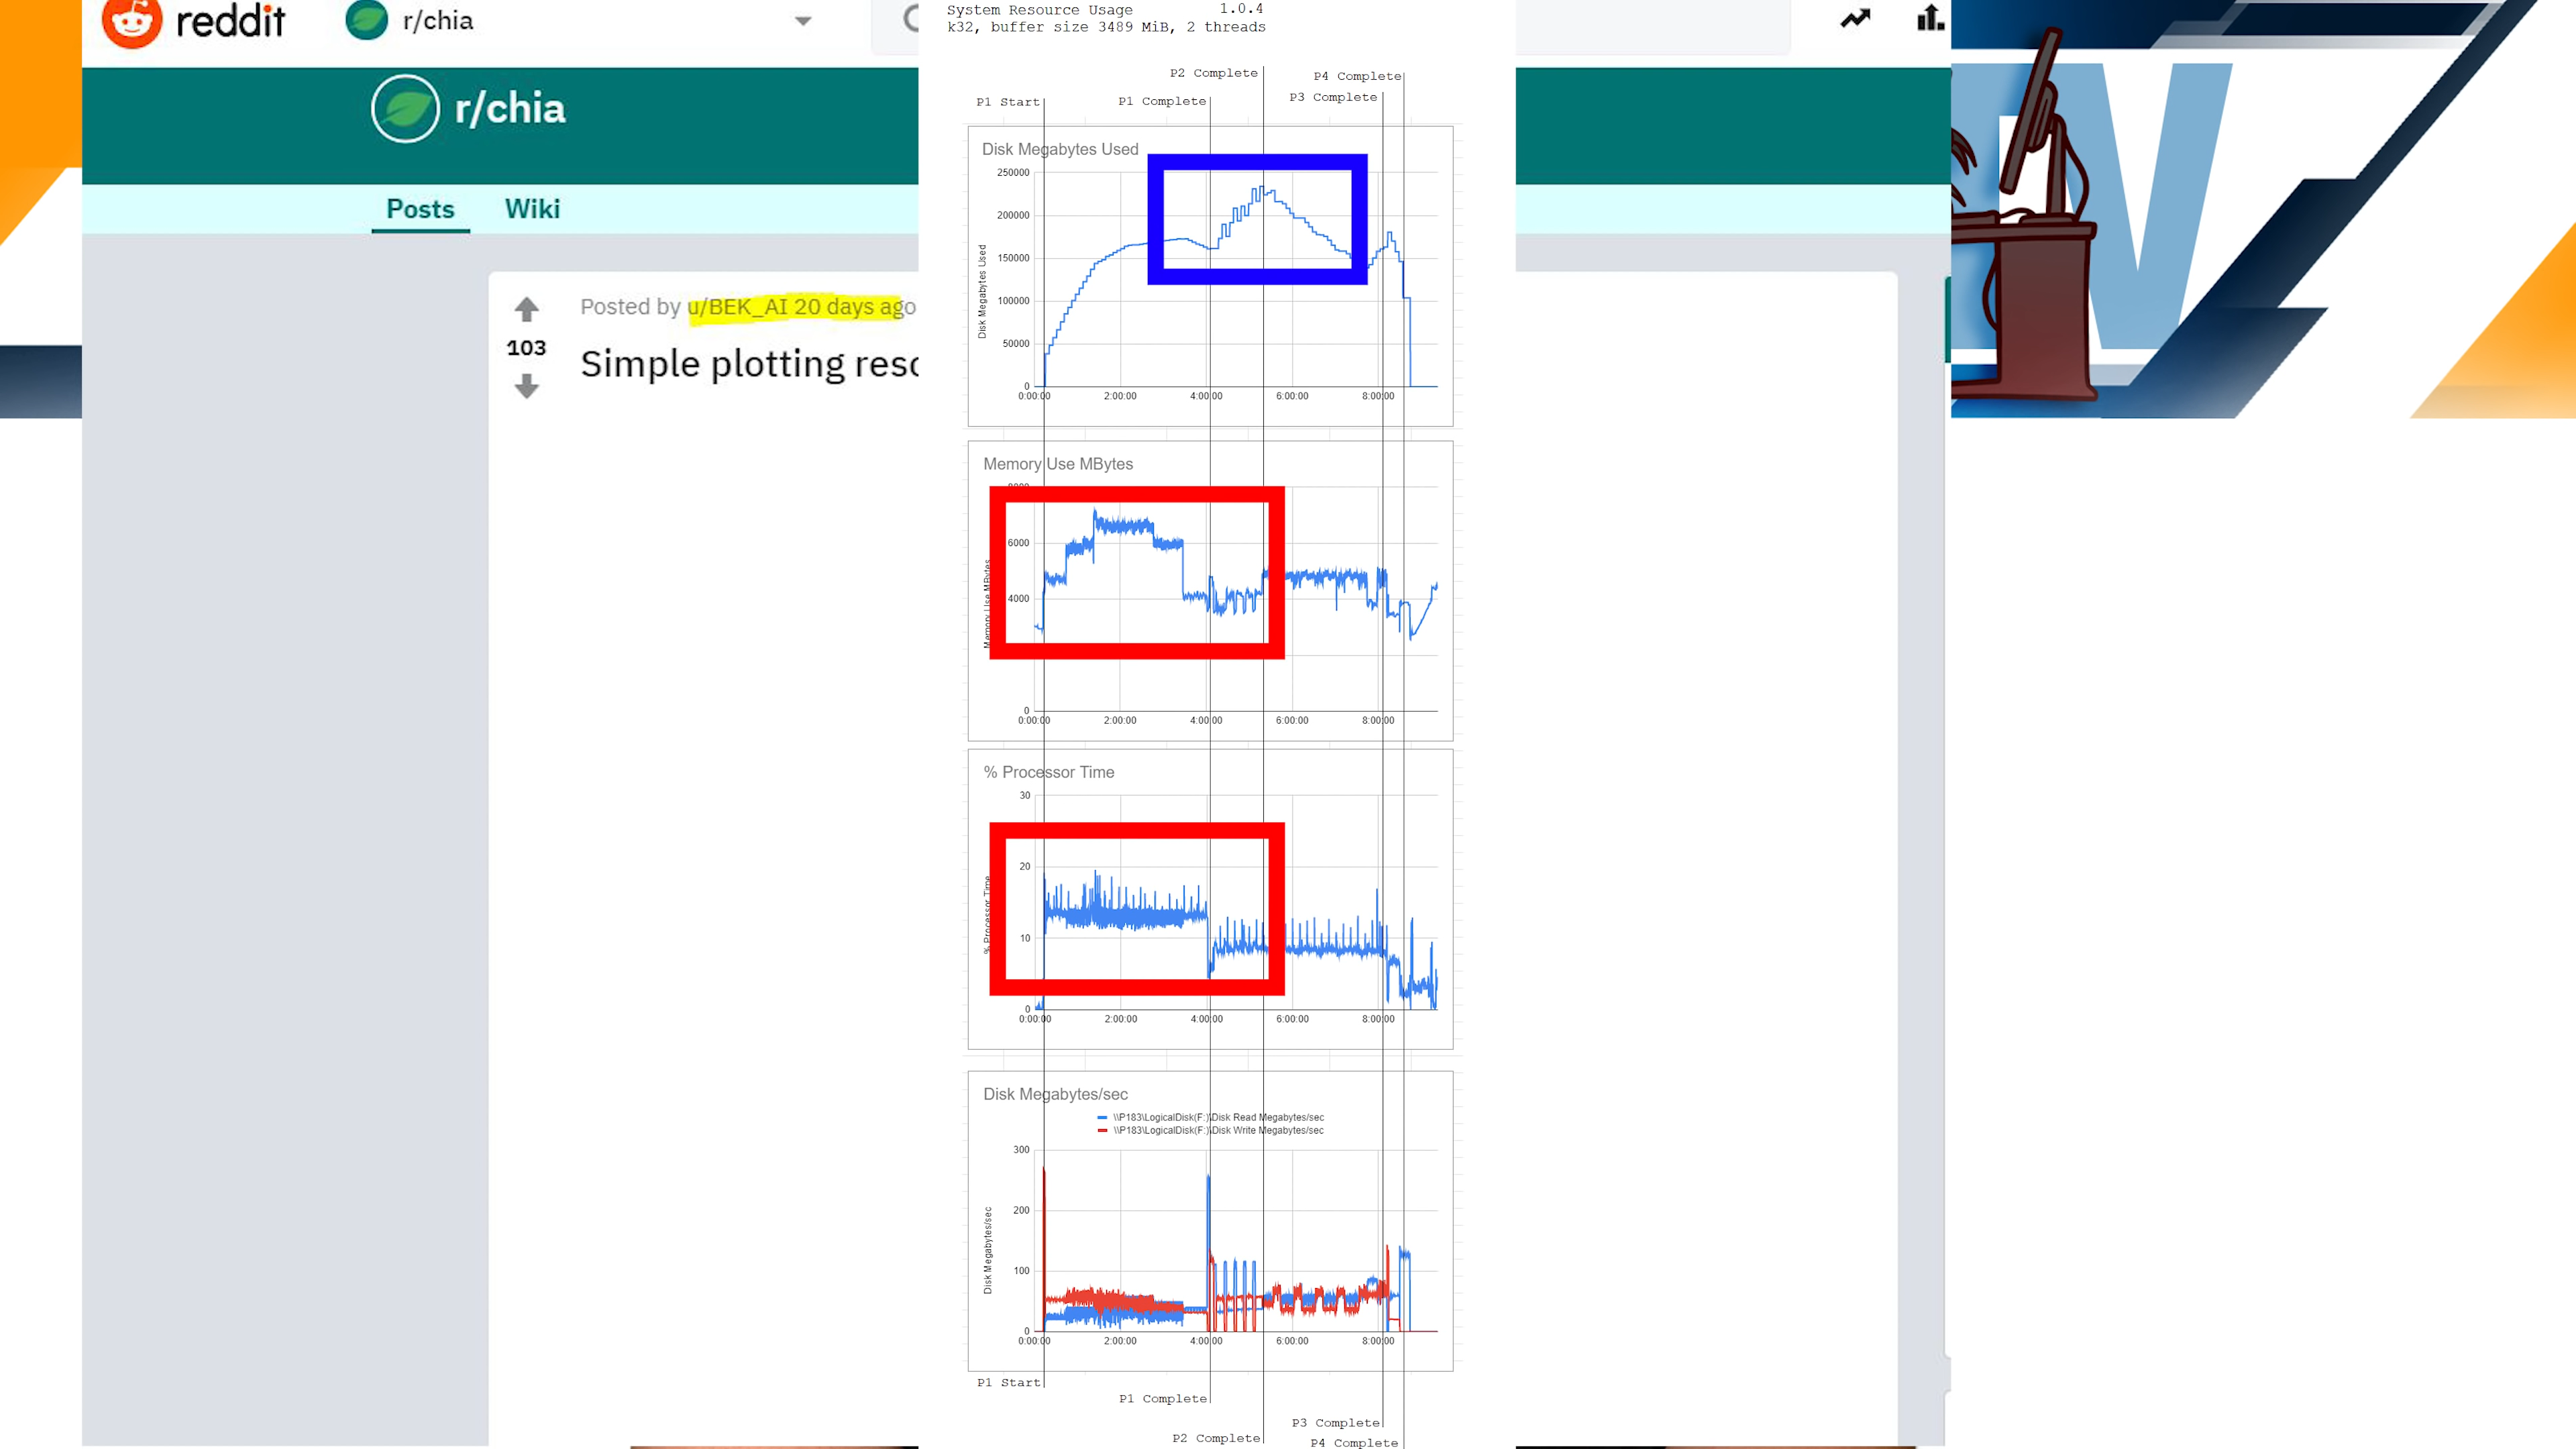 reddit
r/chia
r/chia
Posts
Wiki
Posted by u/BEK_AI 20 days ago
103
Simple plotting
System Resource Usage 1.0.4
k32, buffer size 3489 MiB, 2 threads
P2 Complete
P4 Complete
P3 Complete
P1 Start
P1 Complete
Disk Megabytes Used
Disk Megabytes Used
250000
200000
150000
100000
50000
0
0:00:00 2:00:00 4:00:00 6:00:00 8:00:00
Memory Use MBytes
Memory Use MBytes
6000
4000
0
0:00:00 2:00:00 4:00:00 6:00:00 8:00:00
% Processor Time
% Processor Time
30
20
10
0
0:00:00 2:00:00 4:00:00 6:00:00 8:00:00
Disk Megabytes/sec
\\P183\LogicalDisk(F:)\Disk Read Megabytes/sec
\\P183\LogicalDisk(F:)\Disk Write Megabytes/sec
Disk Megabytes/sec
300
200
100
0
0:00:00 2:00:00 4:00:00 6:00:00 8:00:00
P1 Start
P1 Complete
P3 Complete
P2 Complete
P4 Complete